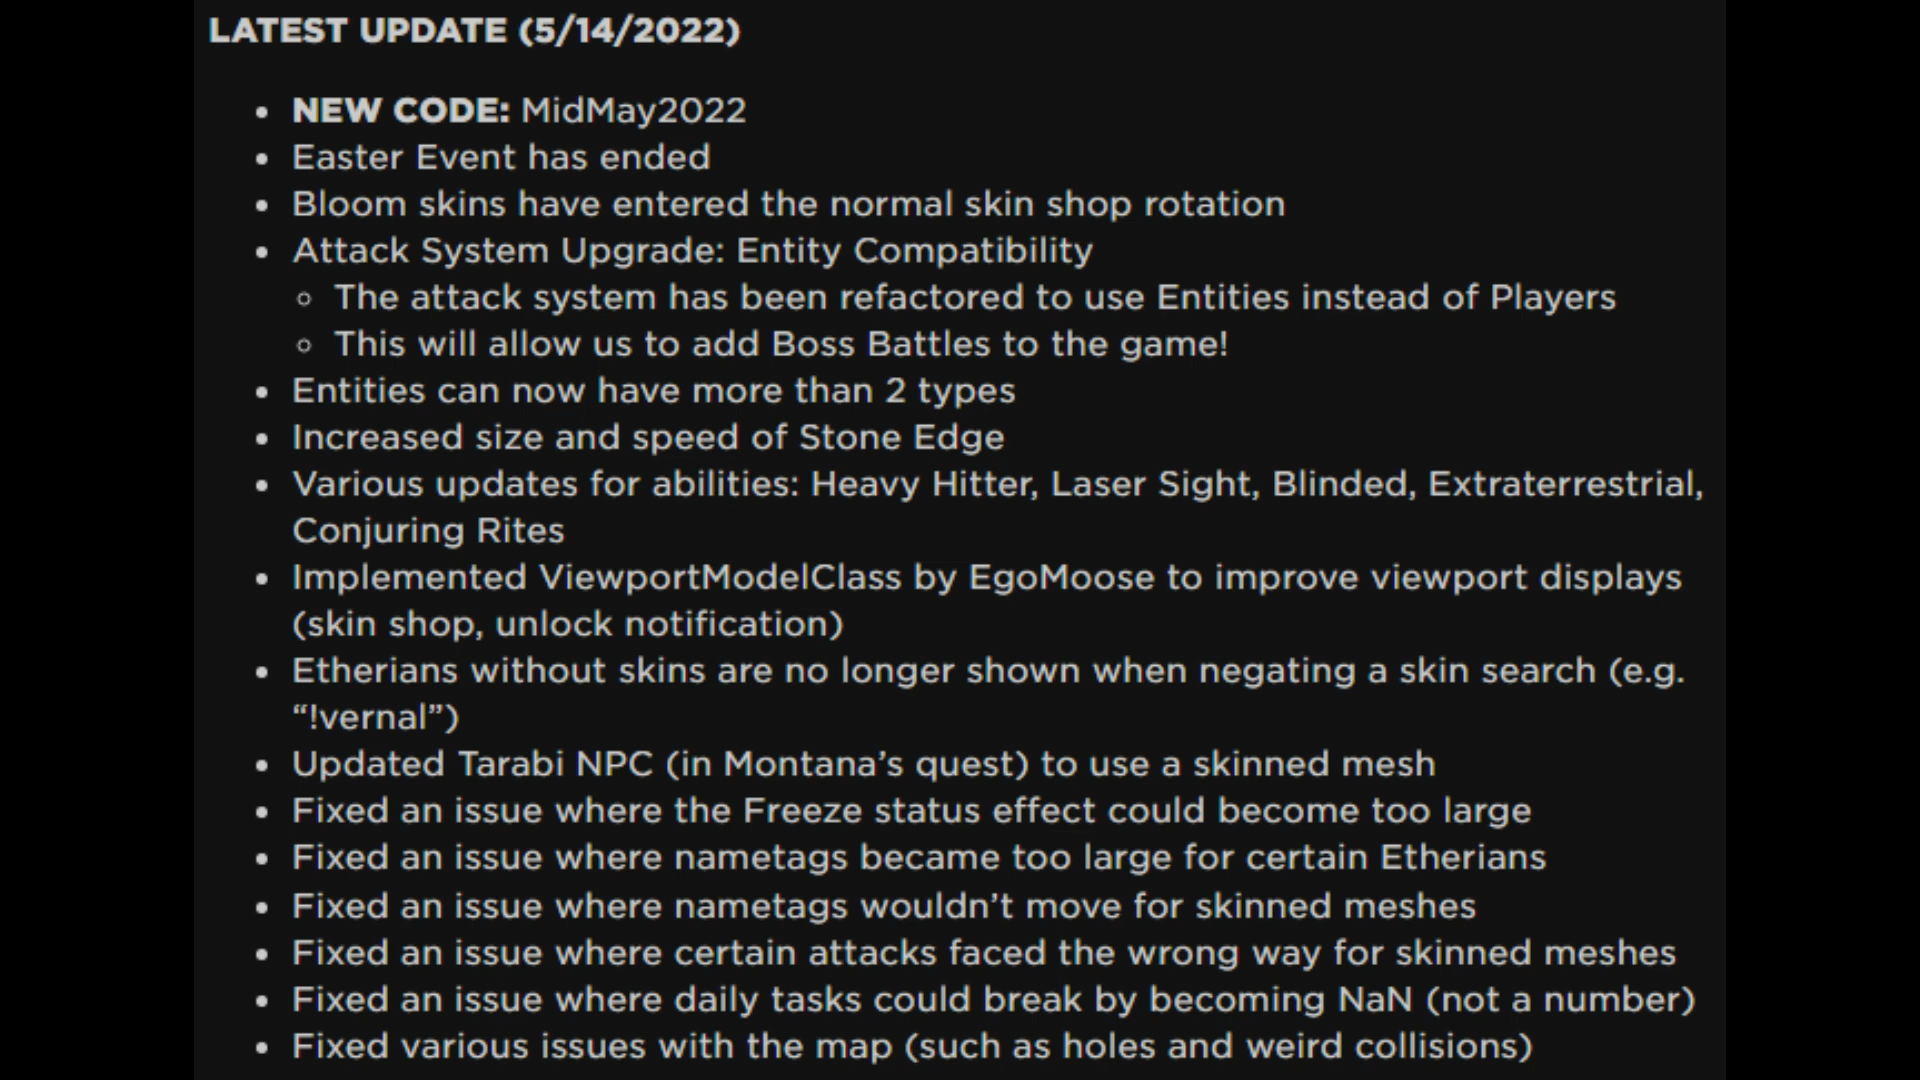 LATEST UPDATE (5/14/2022)
• NEW CODE: MidMay2022
• Easter Event has ended
• Bloom skins have entered the normal skin shop rotation
• Attack System Upgrade: Entity Compatibility
◦ The attack system has been refactored to use Entities instead of Players
◦ This will allow us to add Boss Battles to the game!
• Entities can now have more than 2 types
• Increased size and speed of Stone Edge
• Various updates for abilities: Heavy Hitter, Laser Sight, Blinded, Extraterrestrial,
Conjuring Rites
• Implemented ViewportModelClass by EgoMoose to improve viewport displays
(skin shop, unlock notification)
• Etherians without skins are no longer shown when negating a skin search (e.g.
“!vernal”)
• Updated Tarabi NPC (in Montana’s quest) to use a skinned mesh
• Fixed an issue where the Freeze status effect could become too large
• Fixed an issue where nametags became too large for certain Etherians
• Fixed an issue where nametags wouldn’t move for skinned meshes
• Fixed an issue where certain attacks faced the wrong way for skinned meshes
• Fixed an issue where daily tasks could break by becoming NaN (not a number)
• Fixed various issues with the map (such as holes and weird collisions)